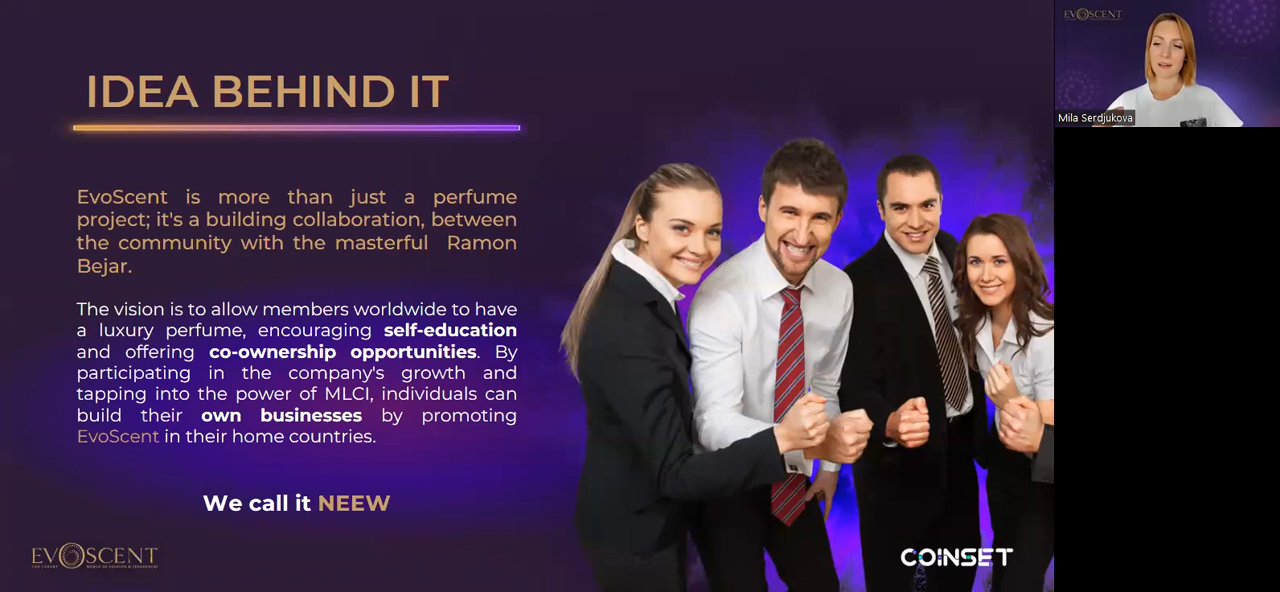 IDEA BEHIND IT
EvoScent is more than just a perfume
project; it's a building collaboration, between
the community with the masterful Ramon
Bejar.
The vision is to allow members worldwide to have
a luxury perfume, encouraging self-education
and offering co-ownership opportunities. By
participating in the company's growth and
tapping into the power of MLCI, individuals can
build their own businesses by promoting
EvoScent in their home countries.
We call it NEEW
EVOSCENT
COINSET
EVOSCENT
Mila Serdjukova